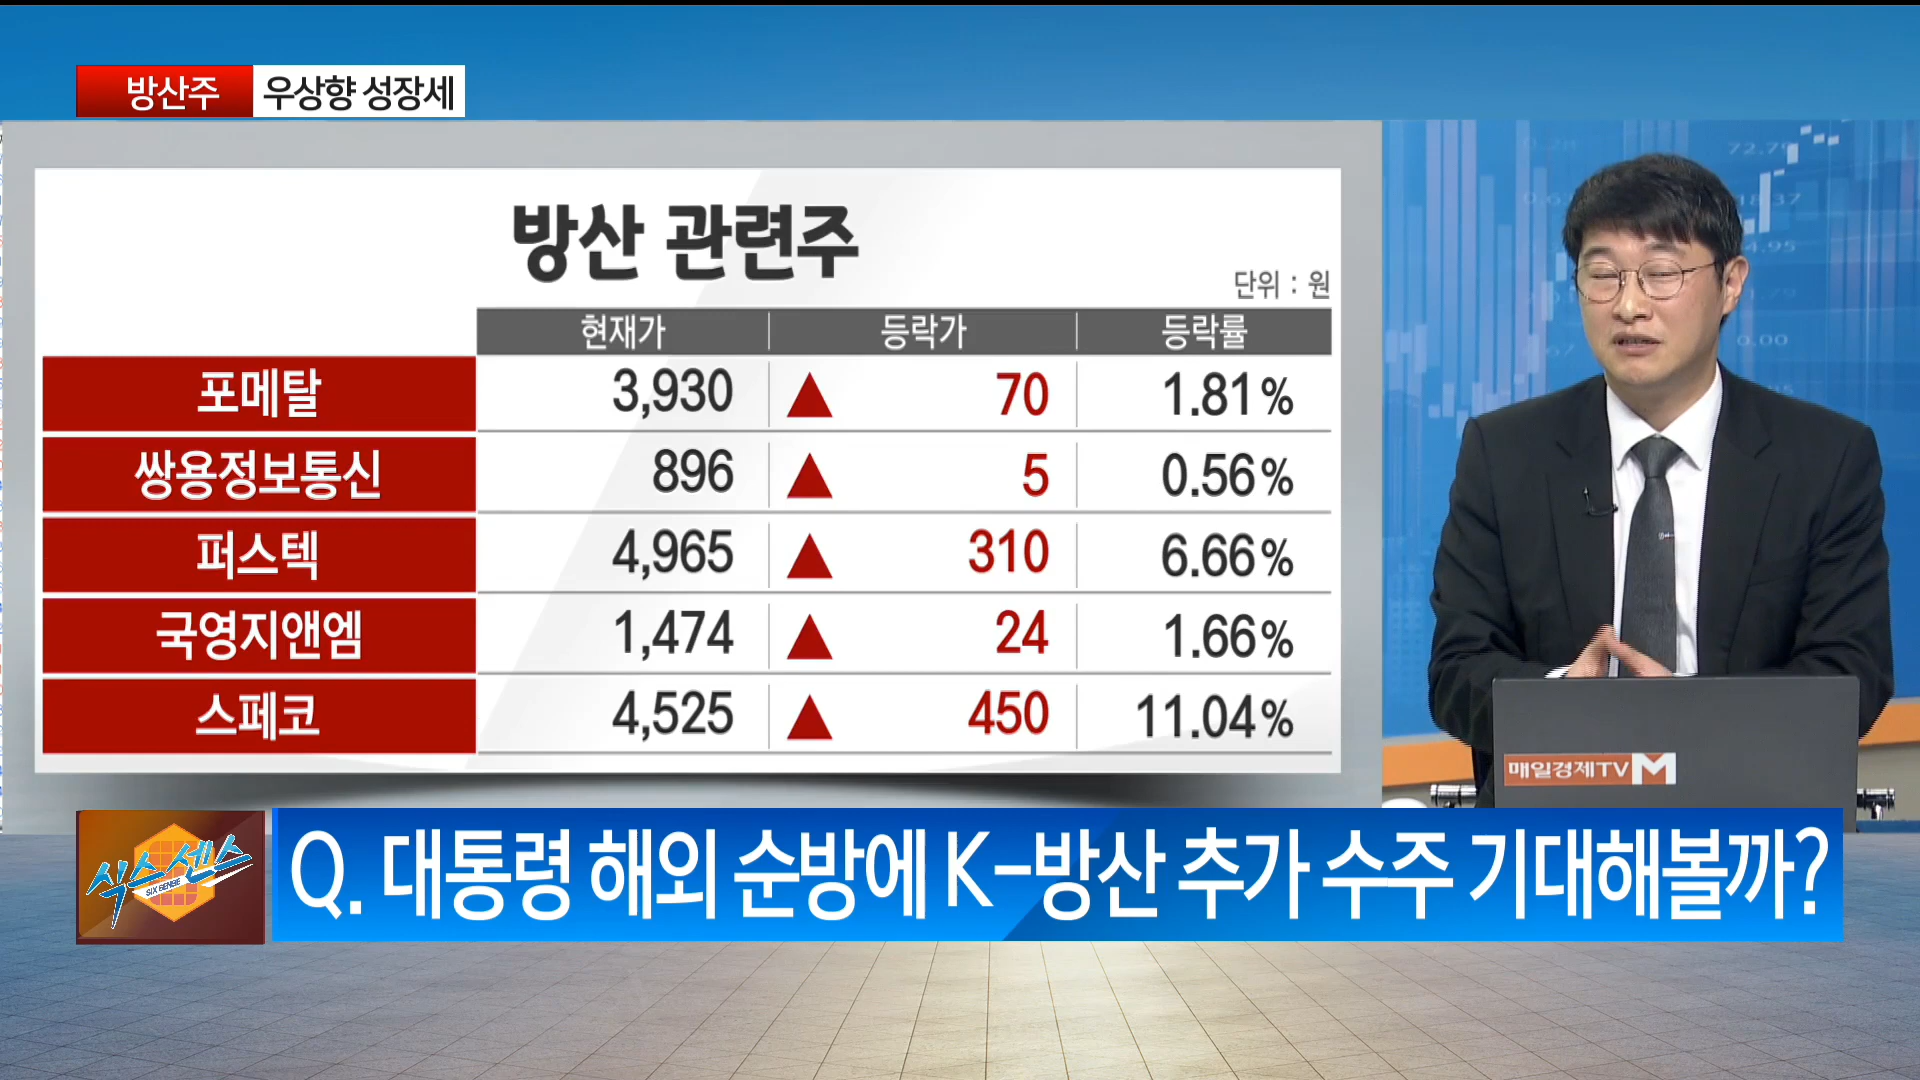 방산주 우상향 성장세
방산 관련주
단위 : 원
현재가 등락가 등락률
포메탈 3,930 ▲ 70 1.81%
쌍용정보통신 896 ▲ 5 0.56%
퍼스텍 4,965 ▲ 310 6.66%
국영지앤엠 1,474 ▲ 24 1.66%
스페코 4,525 ▲ 450 11.04%
매일경제TV M
식스센스
SIX SENSE
Q. 대통령 해외 순방에 K-방산 추가 수주 기대해볼까?